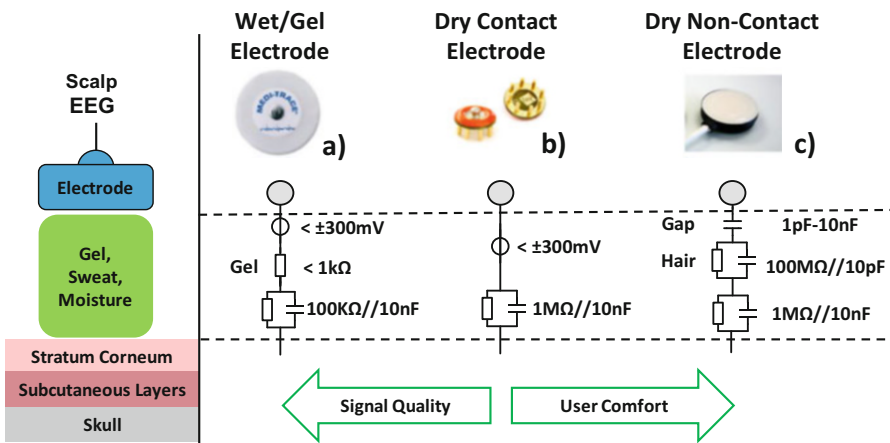 Wet/Gel
Electrode
Dry Contact
Electrode
Dry Non-Contact
Electrode
Scalp
EEG
MEDI-TRACE
a)
b)
c)
Electrode
Gel,
Sweat,
Moisture
Stratum Corneum
Subcutaneous Layers
Skull
< ±300mV
Gel
< 1kΩ
100KΩ//10nF
< ±300mV
1MΩ//10nF
Gap
1pF-10nF
Hair
100MΩ//10pF
1MΩ//10nF
Signal Quality
User Comfort